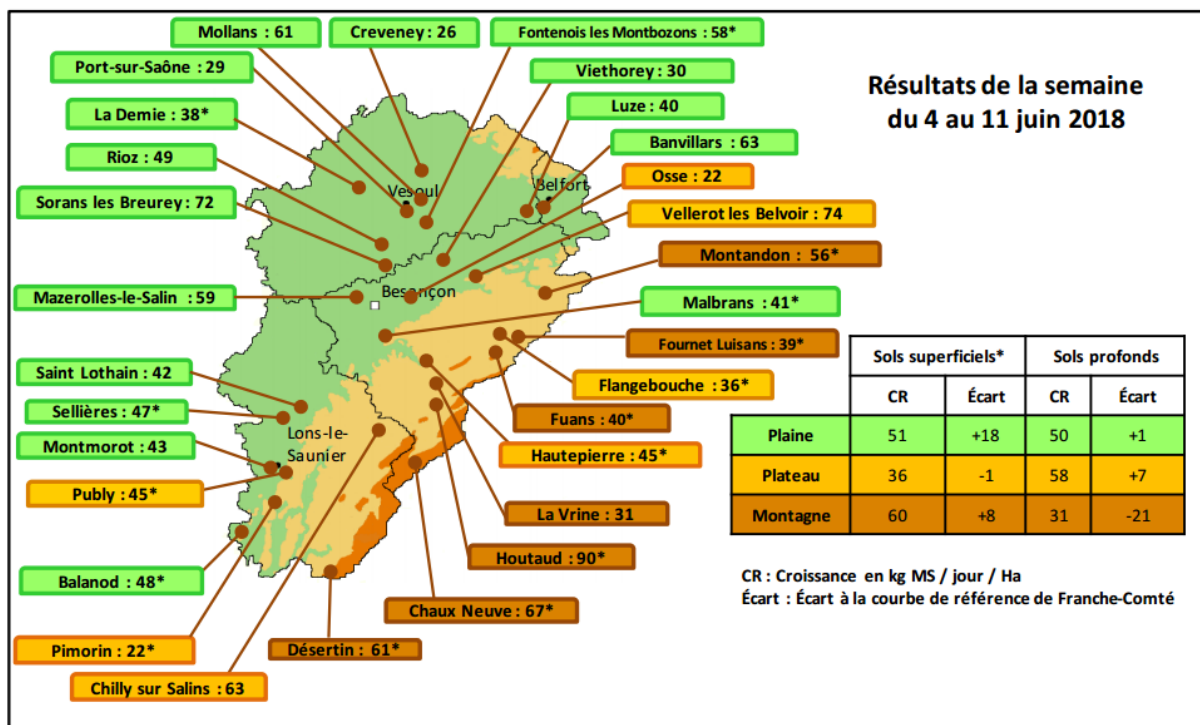 Mollans : 61
Creveney : 26
Fontenois les Montbozons : 58*
Port-sur-Saône : 29
Viethorey : 30
La Demie : 38*
Luze : 40
Rioz : 49
Banvillars : 63
Sorans les Breurey : 72
Osse : 22
Vellerot les Belvoir : 74
Montandon : 56*
Mazerolles-le-Salin : 59
Malbrans : 41*
Fournet Luisans : 39*
Saint Lothain : 42
Flangebouche : 36*
Sellières : 47*
Fuans : 40*
Montmorot : 43
Hautepierre : 45*
Publy : 45*
La Vrine : 31
Houtaud : 90*
Balanod : 48*
Chaux Neuve : 67*
Pimorin : 22*
Désertin : 61*
Chilly sur Salins : 63
Vesoul
Belfort
Besançon
Lons-le-
Saunier
Résultats de la semaine
du 4 au 11 juin 2018
Sols superficiels* Sols profonds
CR Écart CR Écart
Plaine 51 +18 50 +1
Plateau 36 -1 58 +7
Montagne 60 +8 31 -21
CR : Croissance en kg MS / jour / Ha
Écart : Écart à la courbe de référence de Franche-Comté